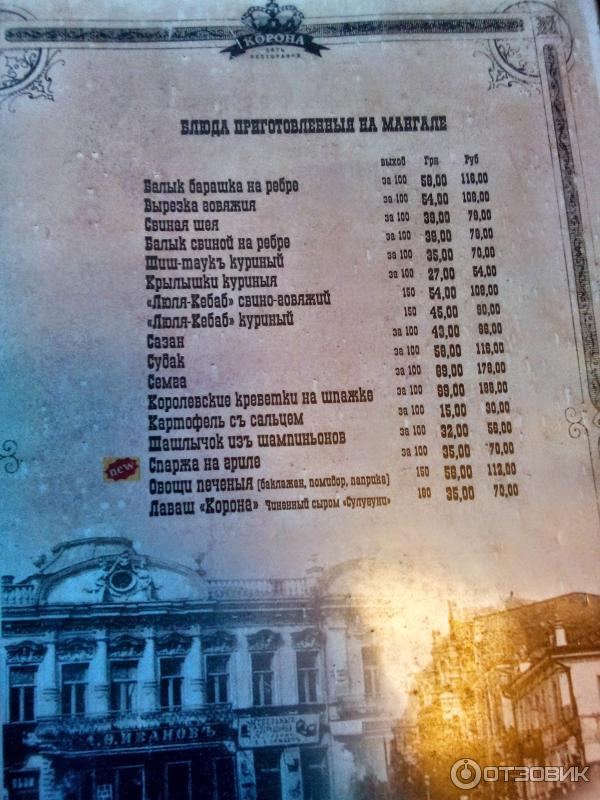 КОРОНА
СЕТЬ РЕСТОРАНОВ
БЛЮДА ПРИГОТОВЛЕННЫЯ НА МАНГАЛЕ
выход Грн Руб
Балык барашка на ребре за 100 58,00 116,00
Вырезка говяжия за 100 54,00 108,00
Свиная шея за 100 39,00 78,00
Балык свиной на ребре за 100 39,00 78,00
Шиш-таукъ куриный за 100 35,00 70,00
Крылышки куриныя за 100 27,00 54,00
«Люля-Кебаб» свино-говяжий 150 54,00 108,00
«Люля-Кебаб» куриный 150 45,00 90,00
Сазан за 100 43,00 86,00
Судак за 100 58,00 116,00
Семга за 100 89,00 178,00
Королевские креветки на шпажке за 100 99,00 198,00
Картофель съ сальцем за 100 15,00 30,00
Шашлычок изъ шампиньонов за 100 32,00
new Спаржа на гриле за 100 35,00 70,00
Овощи печеныя (баклажан, помидор, паприка) 150 56,00 112,00
Лаваш «Корона» Чиненный сыром «Сулугуни» 180 35,00 70,00
А.Ф.ИВАНОВЪ
ОТЗОВИК